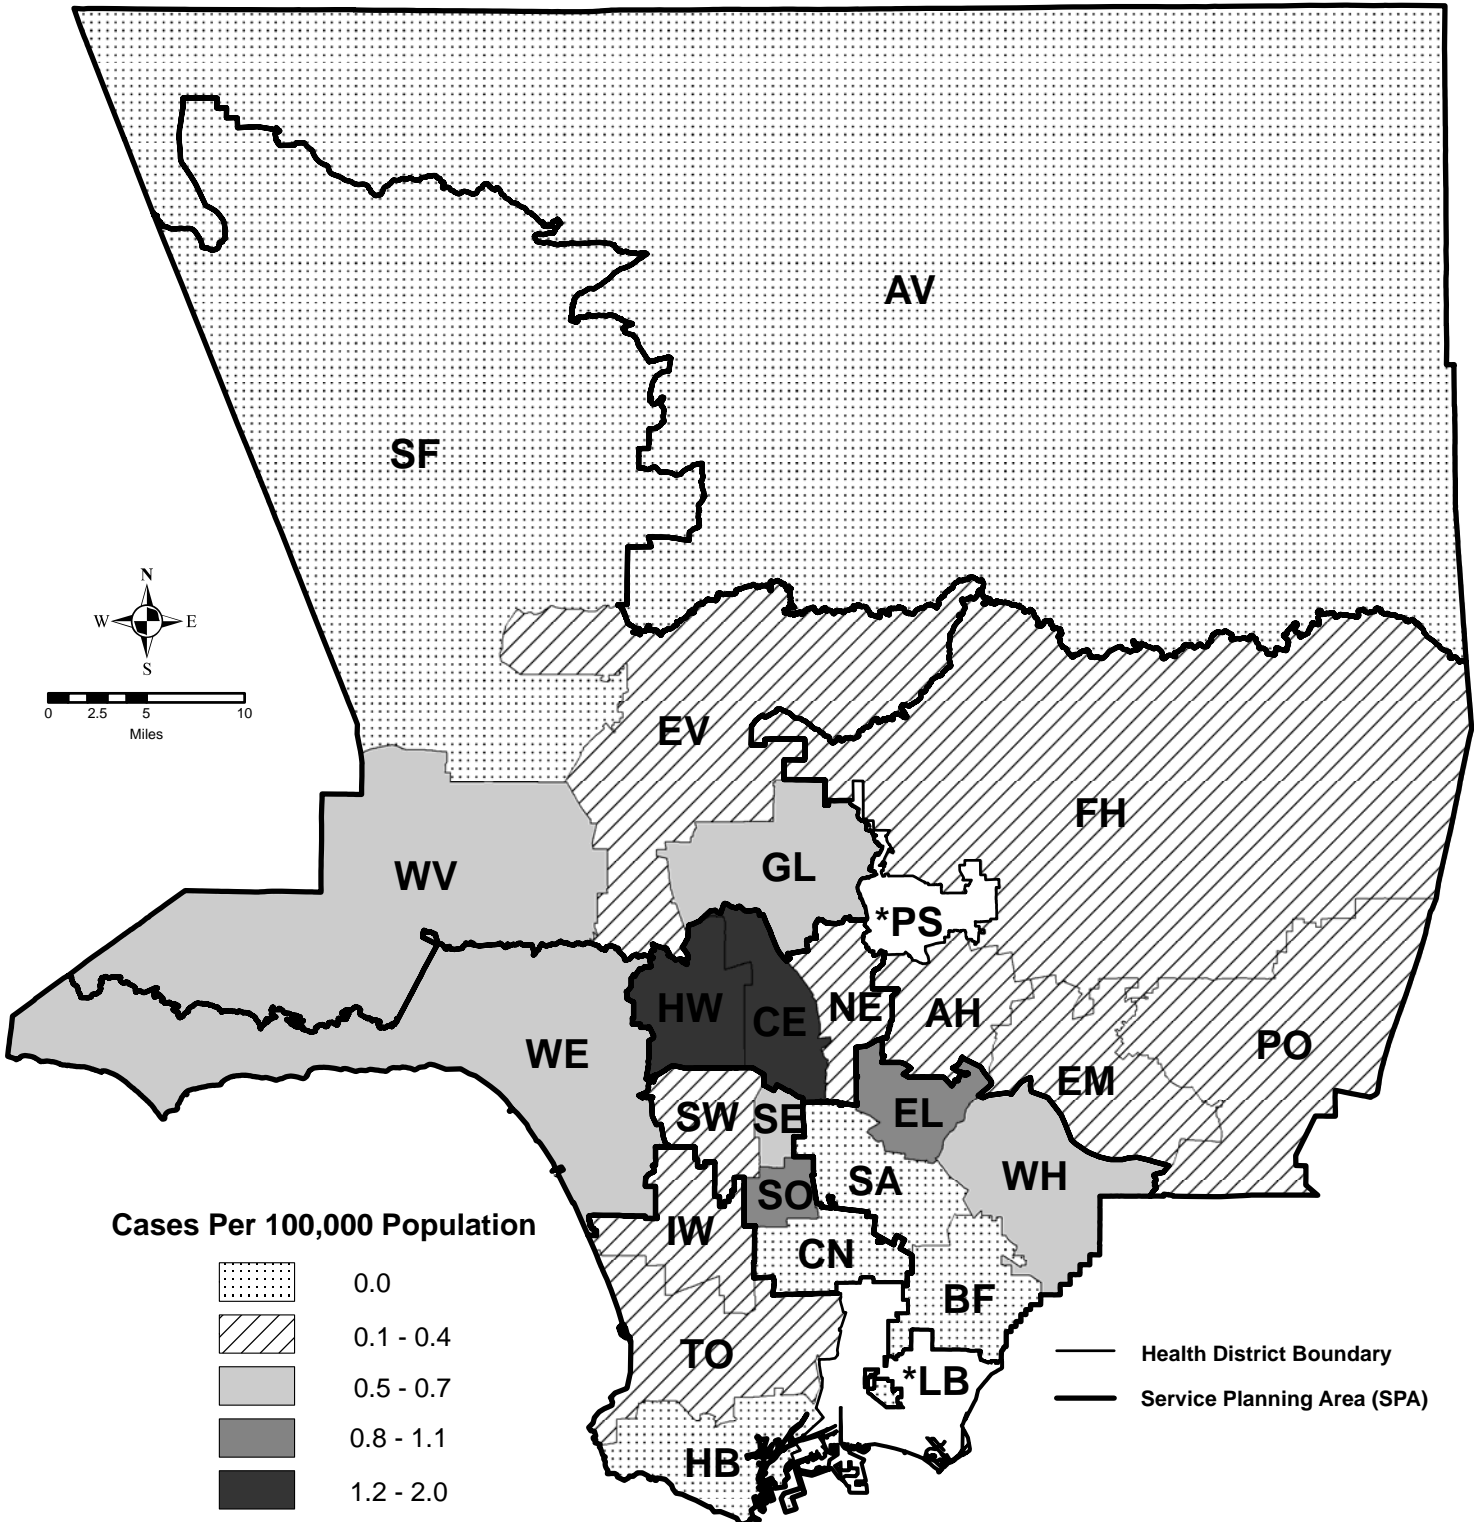 AV
SF
N
W E
S
0 2.5 5 10
Miles
EV
FH
WV
GL
*PS
HW
CE
NE
AH
WE
PO
EM
SW
SE
EL
SO
SA
WH
IW
CN
BF
TO
*LB
HB
Cases Per 100,000 Population
0.0
0.1 - 0.4
0.5 - 0.7
0.8 - 1.1
1.2 - 2.0
Health District Boundary
Service Planning Area (SPA)